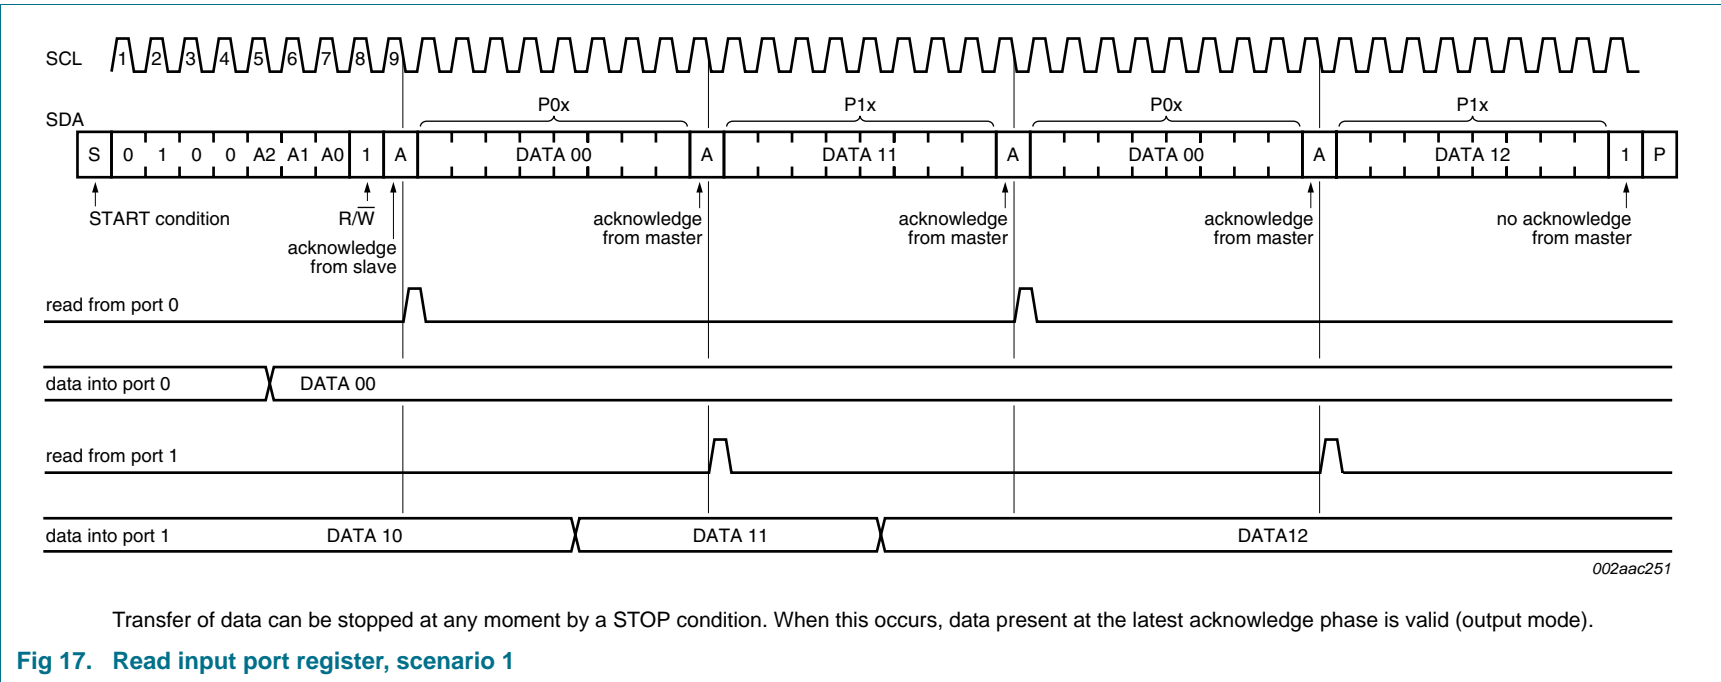 SCL 1 2 3 4 5 6 7 8 9
P0x P1x P0x P1x
SDA
S 0 1 0 0 A2 A1 A0 1 A DATA 00 A DATA 11 A DATA 00 A DATA 12 1 P
START condition R/W acknowledge acknowledge acknowledge no acknowledge
from master from master from master from master
acknowledge
from slave
read from port 0
data into port 0 DATA 00
read from port 1
data into port 1 DATA 10 DATA 11 DATA12
002aac251
Transfer of data can be stopped at any moment by a STOP condition. When this occurs, data present at the latest acknowledge phase is valid (output mode).
Fig 17. Read input port register, scenario 1